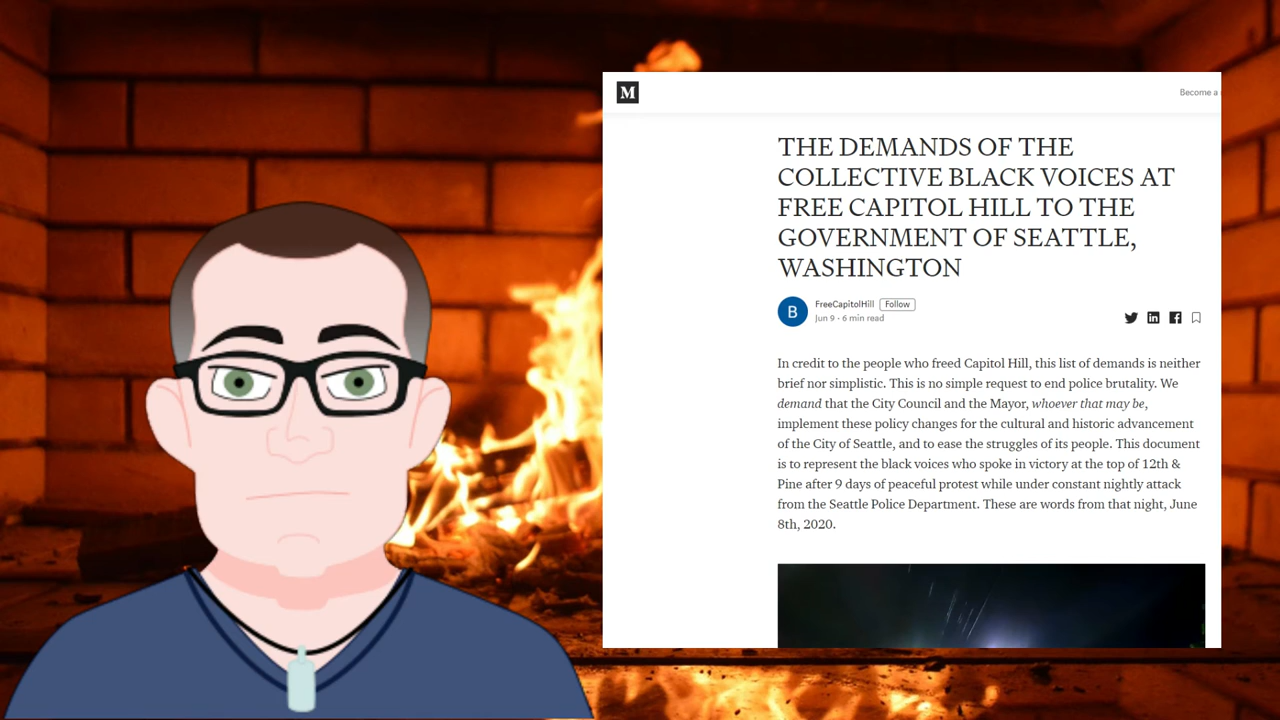 M
Become a
THE DEMANDS OF THE
COLLECTIVE BLACK VOICES AT
FREE CAPITOL HILL TO THE
GOVERNMENT OF SEATTLE,
WASHINGTON
B
FreeCapitolHill Follow
Jun 9 · 6 min read
In credit to the people who freed Capitol Hill, this list of demands is neither
brief nor simplistic. This is no simple request to end police brutality. We
demand that the City Council and the Mayor, whoever that may be,
implement these policy changes for the cultural and historic advancement
of the City of Seattle, and to ease the struggles of its people. This document
is to represent the black voices who spoke in victory at the top of 12th &
Pine after 9 days of peaceful protest while under constant nightly attack
from the Seattle Police Department. These are words from that night, June
8th, 2020.